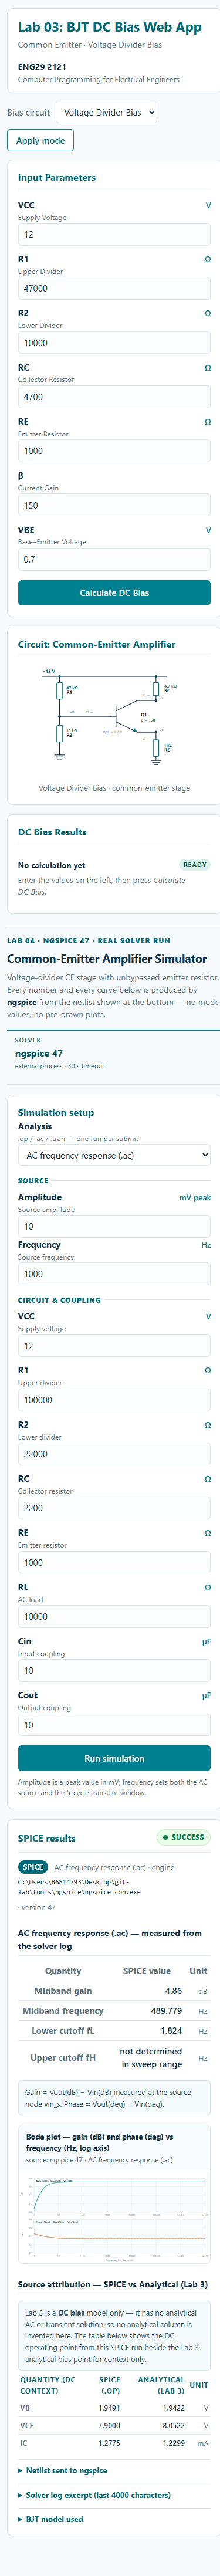 Lab 03: BJT DC Bias Web App
Common Emitter · Voltage Divider Bias
ENG29 2121
Computer Programming for Electrical Engineers
Bias circuit Voltage Divider Bias
Apply mode
Input Parameters
VCC V
Supply Voltage
12
R1 Ω
Upper Divider
47000
R2 Ω
Lower Divider
10000
RC Ω
Collector Resistor
4700
RE Ω
Emitter Resistor
1000
β
Current Gain
150
VBE V
Base–Emitter Voltage
0.7
Calculate DC Bias
Circuit: Common-Emitter Amplifier
+12 V
47 kΩ
R1
4.7 kΩ
RC
Q1
β = 150
10 kΩ
R2
1 kΩ
RE
Voltage Divider Bias · common-emitter stage
DC Bias Results
No calculation yet READY
Enter the values on the left, then press Calculate
DC Bias.
LAB 04 · NGSPICE 47 · REAL SOLVER RUN
Common-Emitter Amplifier Simulator
Voltage-divider CE stage with unbypassed emitter resistor.
Every number and every curve below is produced by
ngspice from the netlist shown at the bottom — no mock
values, no pre-drawn plots.
SOLVER
ngspice 47
external process · 30 s timeout
Simulation setup
Analysis
.op / .ac / .tran — one run per submit
AC frequency response (.ac)
SOURCE
Amplitude mV peak
Source amplitude
10
Frequency Hz
Source frequency
1000
CIRCUIT & COUPLING
VCC V
Supply voltage
12
R1 Ω
Upper divider
100000
R2 Ω
Lower divider
22000
RC Ω
Collector resistor
2200
RE Ω
Emitter resistor
1000
RL Ω
AC load
10000
Cin µF
Input coupling
10
Cout µF
Output coupling
10
Run simulation
Amplitude is a peak value in mV; frequency sets both the AC
source and the 5-cycle transient window.
SPICE results SUCCESS
SPICE AC frequency response (.ac) · engine
C:\Users\B6814793\Desktop\git-
lab\tools\ngspice\ngspice_con.exe
· version 47
AC frequency response (.ac) — measured from
the solver log
Quantity SPICE value Unit
Midband gain 4.86 dB
Midband frequency 489.779 Hz
Lower cutoff fL 1.824 Hz
Upper cutoff fH not determined in sweep range Hz
Gain = Vout(dB) − Vin(dB) measured at the source
node vin_s. Phase = Vout(deg) − Vin(deg).
Bode plot — gain (dB) and phase (deg) vs
frequency (Hz, log axis)
source: ngspice 47 · AC frequency response (.ac)
Source attribution — SPICE vs Analytical (Lab 3)
Lab 3 is a DC bias model only — it has no analytical
AC or transient solution, so no analytical column is
invented here. The table below shows the DC
operating point from this SPICE run beside the Lab 3
analytical bias point for context only.
QUANTITY (DC CONTEXT) SPICE (.OP) ANALYTICAL (LAB 3) UNIT
VB 1.9491 1.9422 V
VCE 7.9000 8.0522 V
IC 1.2775 1.2299 mA
Netlist sent to ngspice
Solver log excerpt (last 4000 characters)
BJT model used